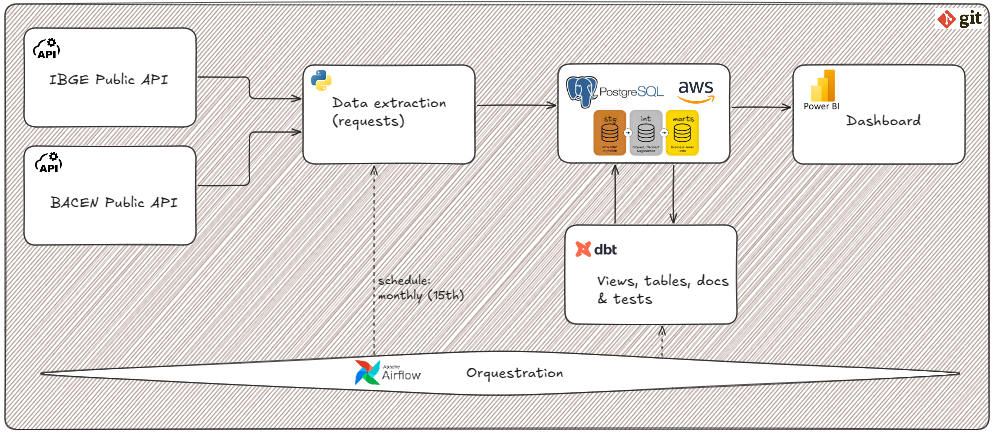 git
API
IBGE Public API
API
BACEN Public API
Data extraction
(requests)
PostgreSQL
aws
stg
int
marts
Power BI
Dashboard
dbt
Views, tables, docs
& tests
schedule:
monthly (15th)
Apache
Airflow
Orquestration